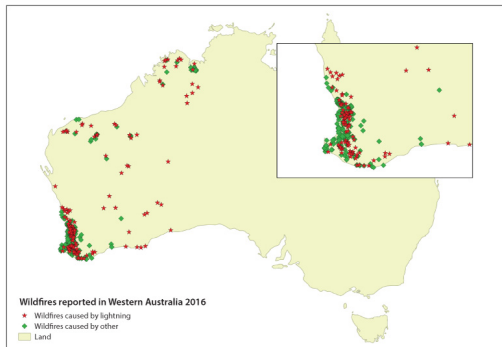 Wildfires reported in Western Australia 2016
Wildfires caused by lightning
Wildfires caused by other
Land